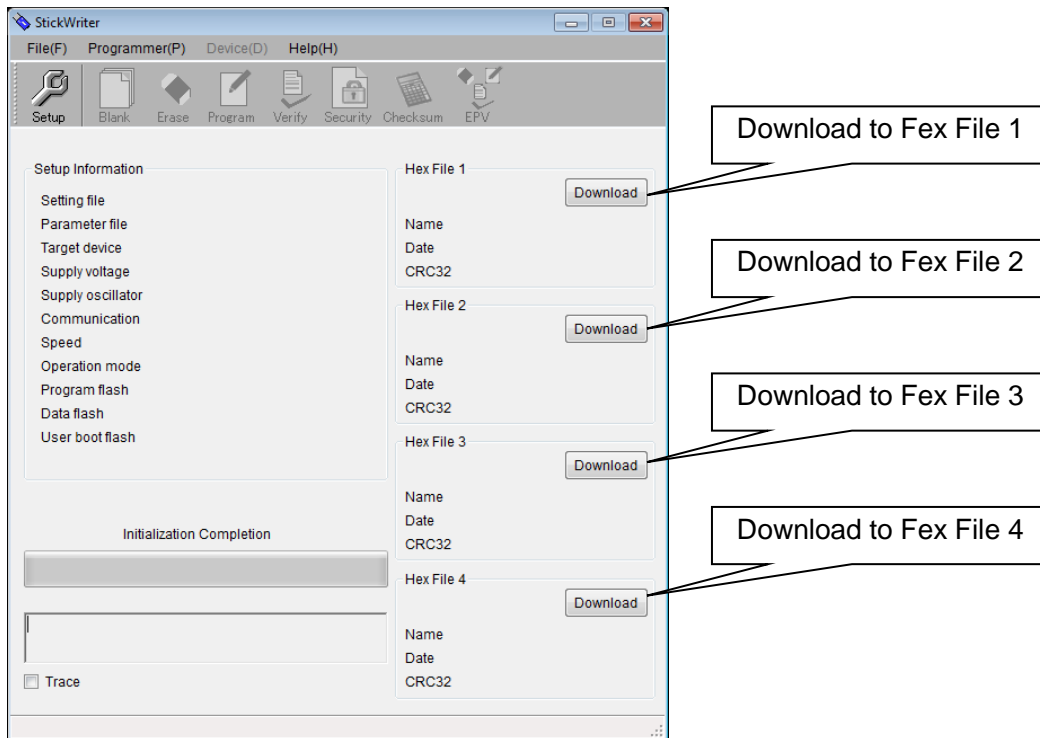 StickWriter
File(F) Programmer(P) Device(D) Help(H)
Setup Blank Erase Program Verify Security Checksum EPV
Setup Information
Setting file
Parameter file
Target device
Supply voltage
Supply oscillator
Communication
Speed
Operation mode
Program flash
Data flash
User boot flash
Initialization Completion
Trace
Hex File 1
Download
Name
Date
CRC32
Hex File 2
Download
Name
Date
CRC32
Hex File 3
Download
Name
Date
CRC32
Hex File 4
Download
Name
Date
CRC32
Download to Fex File 1
Download to Fex File 2
Download to Fex File 3
Download to Fex File 4